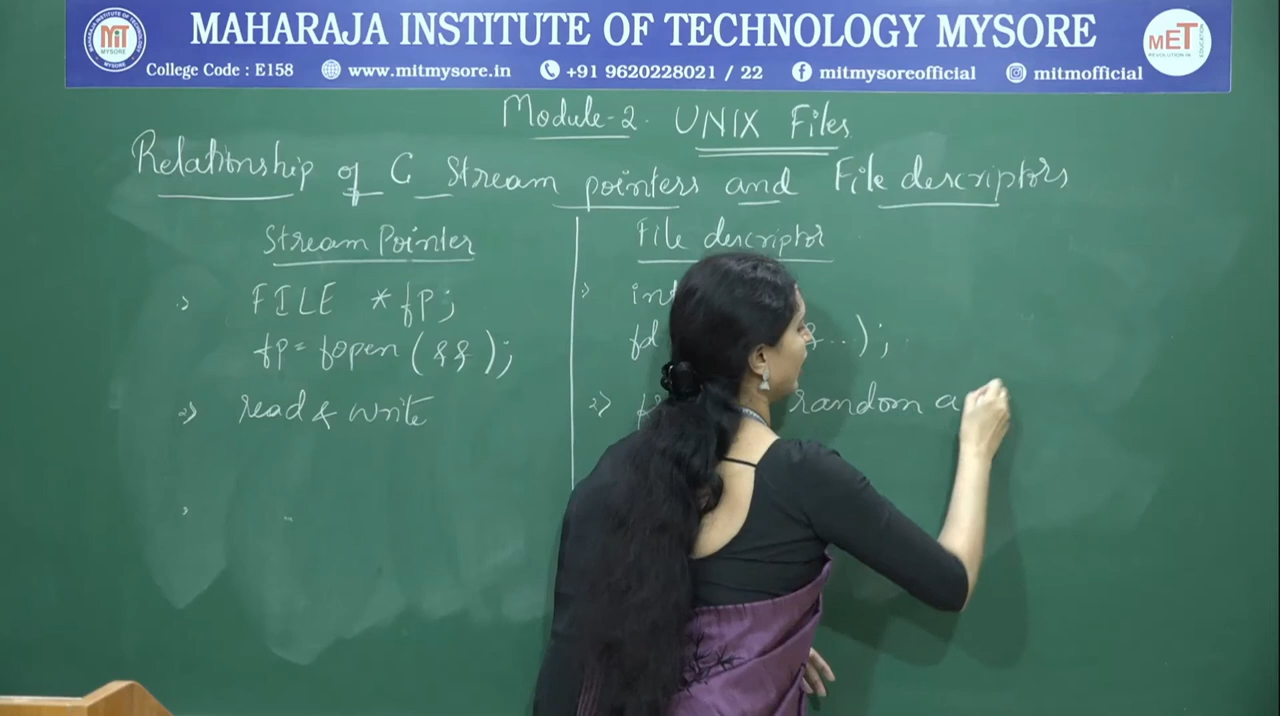 MAHARAJA INSTITUTE OF TECHNOLOGY MYSORE
College Code : E158 www.mitmysore.in +91 9620228021 / 22 mitmysoreofficial mitmofficial
MIT
MYSORE
MET
Module-2. UNIX Files
Relationship of C Stream pointers and File descriptors
Stream Pointer
FILE *fp;
fp= fopen (&&);
read & write
File descriptor
int
fd &...);
random a